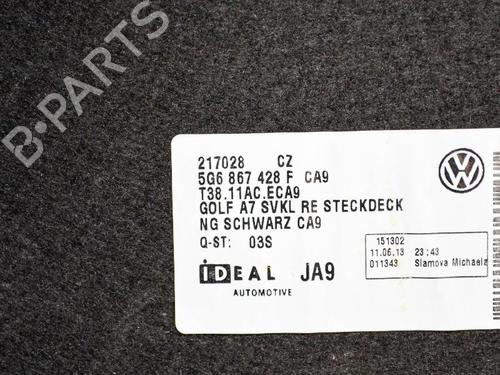 B-PARTS
217028 CZ
5G6 867 428 F CA9
T38.11AC.ECA9
GOLF A7 SVKL RE STECKDECK
NG SCHWARZ CA9
Q-ST: 03S
151302
11.06.13 23:43
011343 Slamova Michaela
IDEAL JA9
AUTOMOTIVE